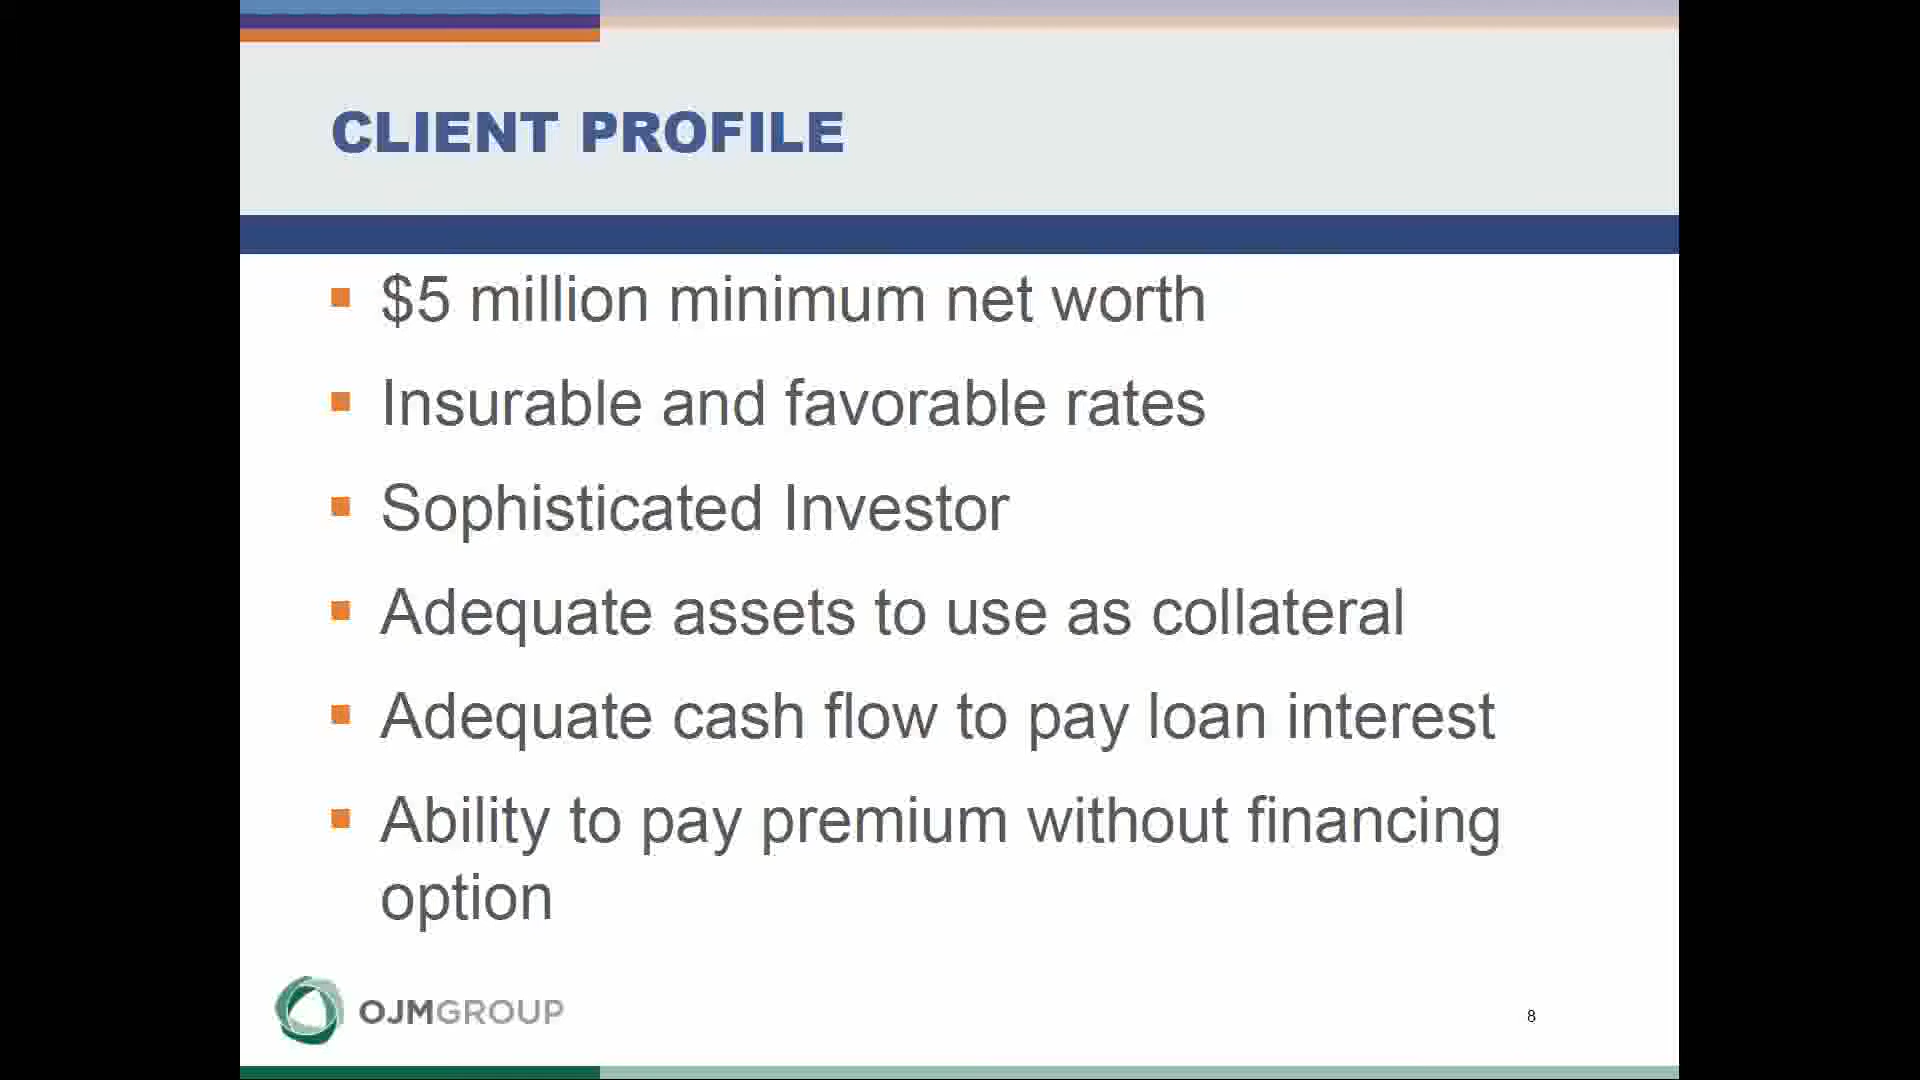 CLIENT PROFILE
$5 million minimum net worth
Insurable and favorable rates
Sophisticated Investor
Adequate assets to use as collateral
Adequate cash flow to pay loan interest
Ability to pay premium without financing
option
OJMGROUP
8